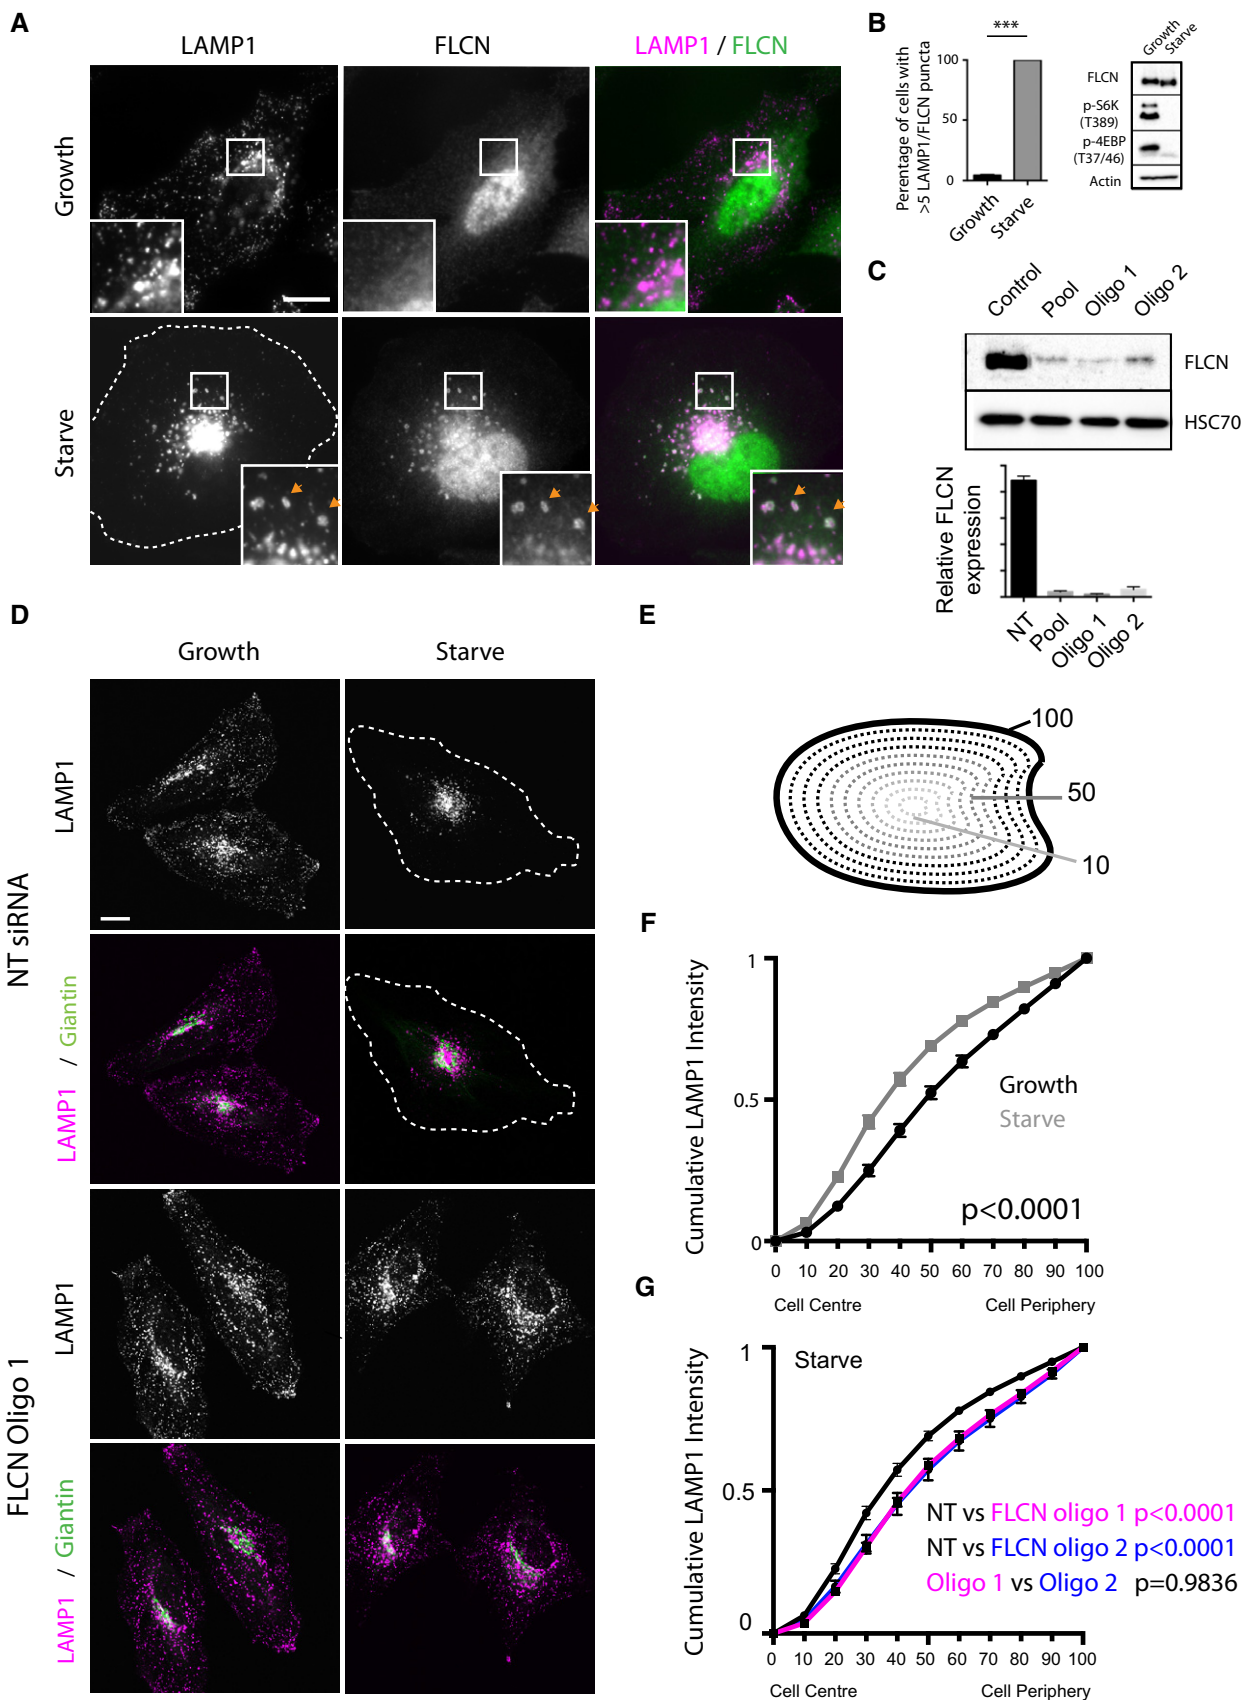 A
LAMP1
FLCN
LAMP1 / FLCN
Growth
Starve
B
Perentage of cells with
>5 LAMP1/FLCN puncta
100
50
0
***
Growth
Starve
Growth
Starve
FLCN
p-S6K
(T389)
p-4EBP
(T37/46)
Actin
C
Control
Pool
Oligo 1
Oligo 2
FLCN
HSC70
Relative FLCN
expression
NT
Pool
Oligo 1
Oligo 2
D
Growth
Starve
NT siRNA
LAMP1
LAMP1 / Giantin
FLCN Oligo 1
LAMP1
LAMP1 / Giantin
E
100
50
10
F
Cumulative LAMP1 Intensity
1
0.5
0
Growth
Starve
p<0.0001
0 10 20 30 40 50 60 70 80 90 100
Cell Centre
Cell Periphery
G
Cumulative LAMP1 Intensity
1
0.5
0
Starve
NT vs FLCN oligo 1 p<0.0001
NT vs FLCN oligo 2 p<0.0001
Oligo 1 vs Oligo 2 p=0.9836
0 10 20 30 40 50 60 70 80 90 100
Cell Centre
Cell Periphery